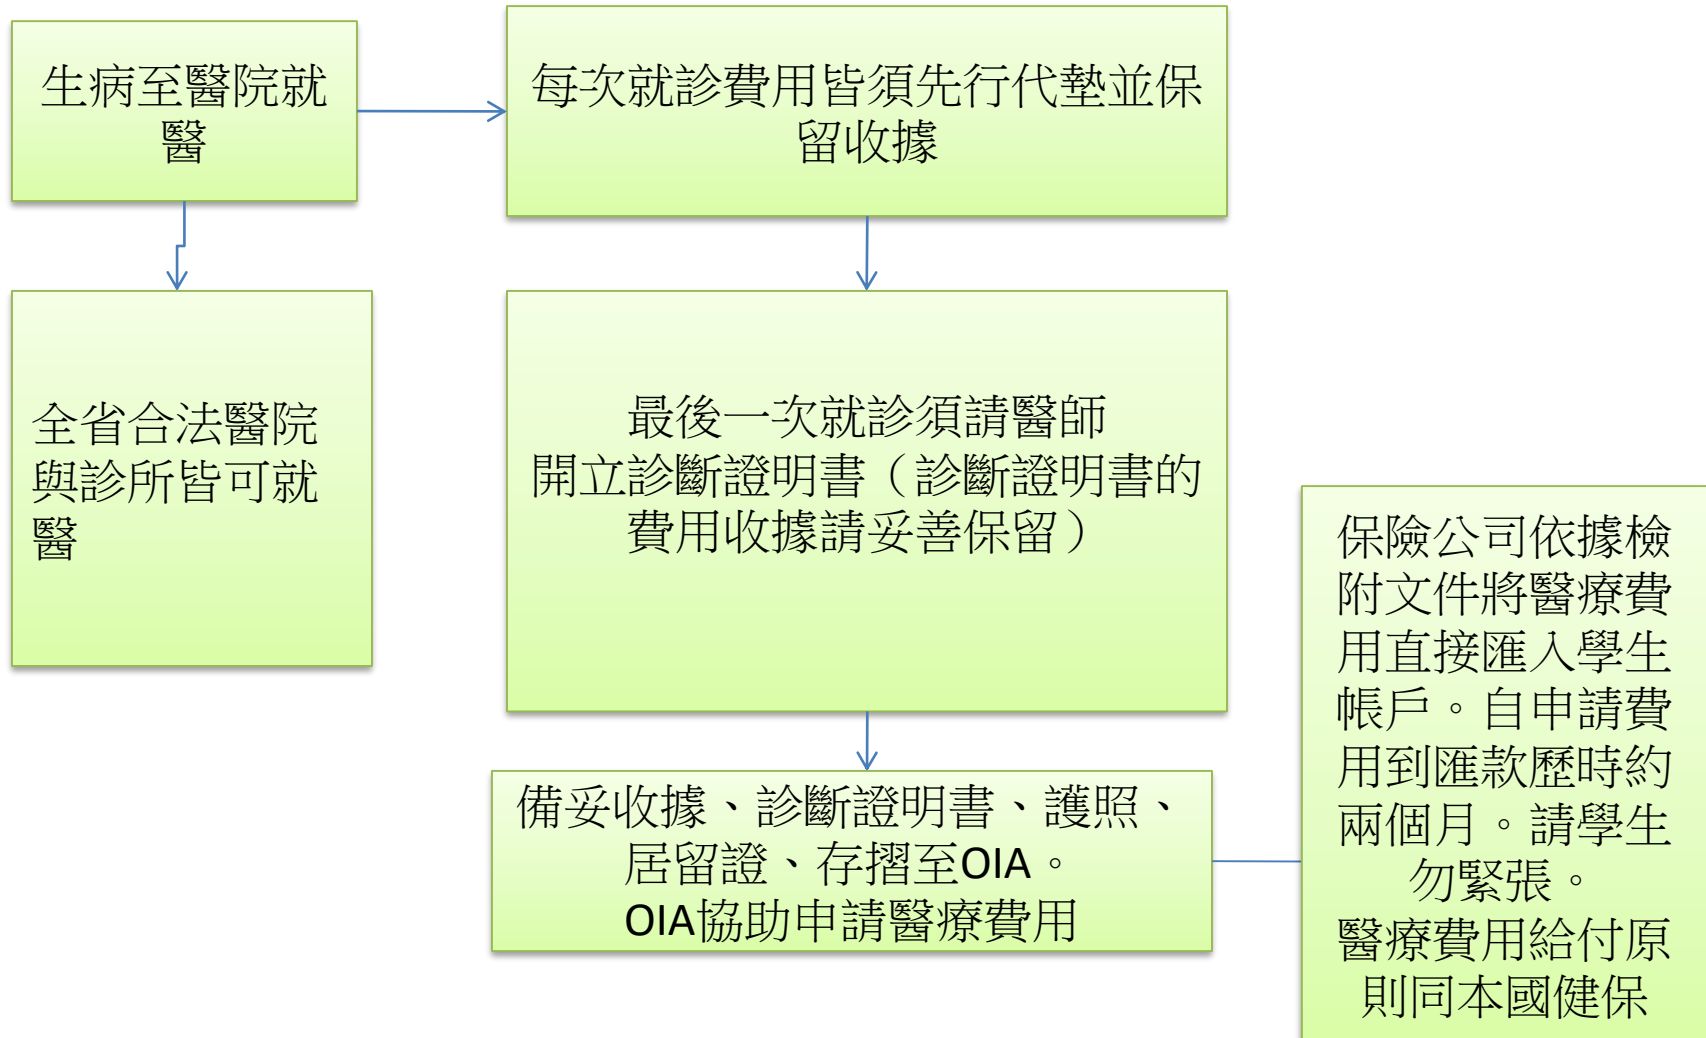 生病至醫院就
醫
每次就診費用皆須先行代墊並保
留收據
全省合法醫院
與診所皆可就
醫
最後一次就診須請醫師
開立診斷證明書（診斷證明書的
費用收據請妥善保留）
備妥收據、診斷證明書、護照、
居留證、存摺至OIA。
OIA協助申請醫療費用
保險公司依據檢
附文件將醫療費
用直接匯入學生
帳戶。自申請費
用到匯款歷時約
兩個月。請學生
勿緊張。
醫療費用給付原
則同本國健保